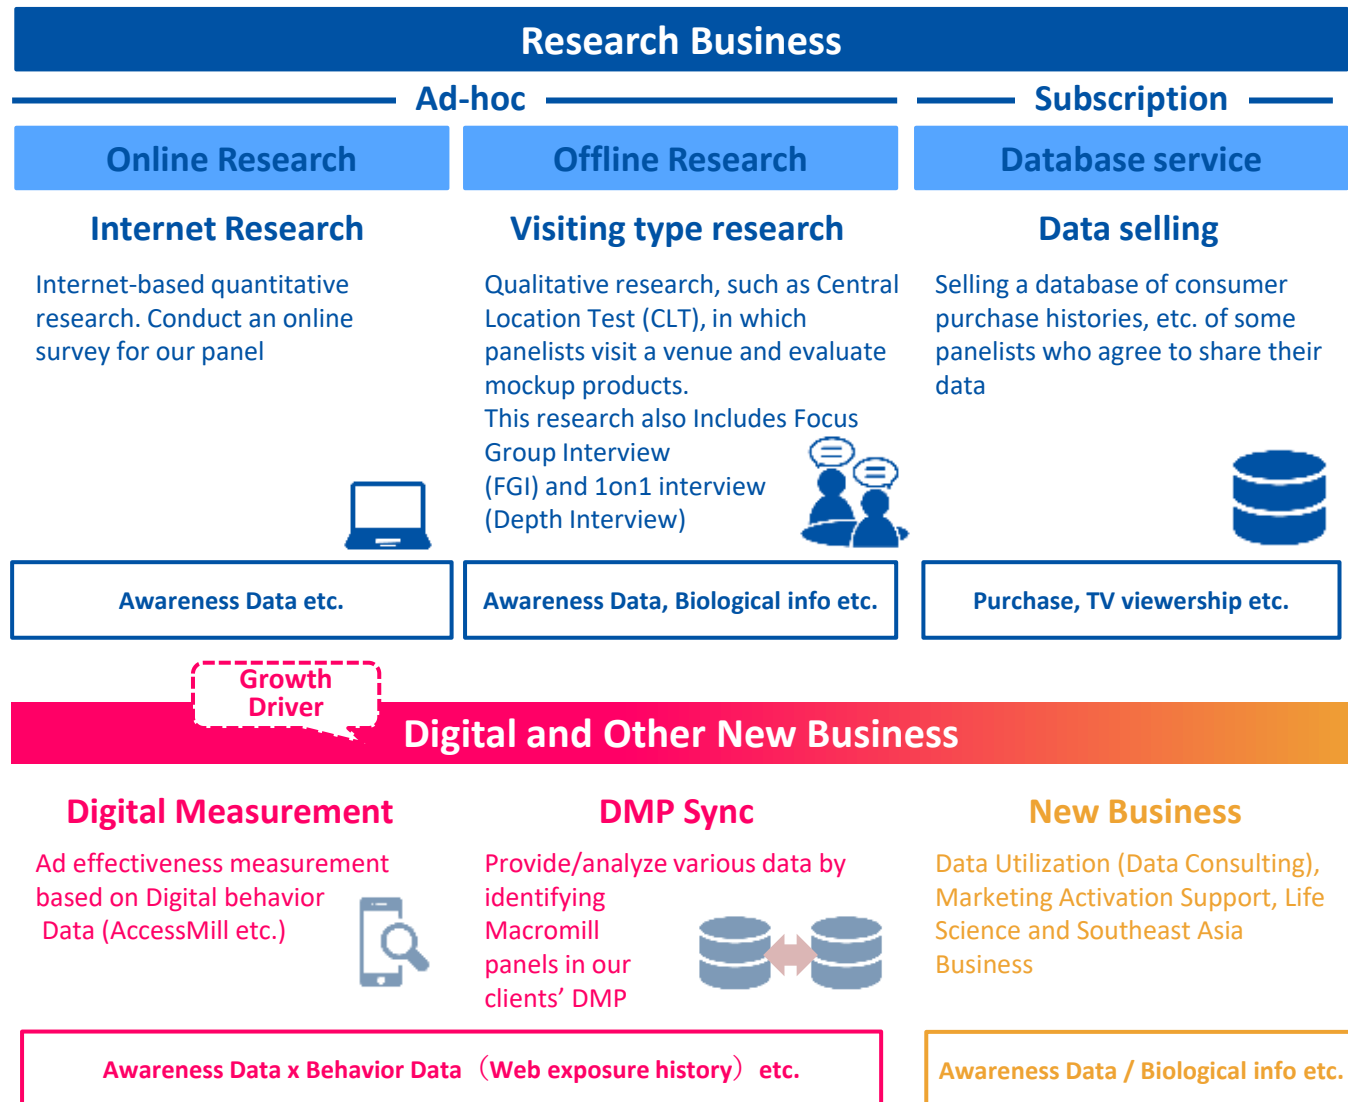 Research Business
Ad-hoc
Subscription
Online Research
Offline Research
Database service
Internet Research
Internet-based quantitative
research. Conduct an online
survey for our panel
Visiting type research
Qualitative research, such as Central
Location Test (CLT), in which
panelists visit a venue and evaluate
mockup products.
This research also Includes Focus
Group Interview
(FGI) and 1on1 interview
(Depth Interview)
Data selling
Selling a database of consumer
purchase histories, etc. of some
panelists who agree to share their
data
Awareness Data etc.
Awareness Data, Biological info etc.
Purchase, TV viewership etc.
Growth
Driver
Digital and Other New Business
Digital Measurement
Ad effectiveness measurement
based on Digital behavior
Data (AccessMill etc.)
DMP Sync
Provide/analyze various data by
identifying
Macromill
panels in our
clients’ DMP
New Business
Data Utilization (Data Consulting),
Marketing Activation Support, Life
Science and Southeast Asia
Business
Awareness Data x Behavior Data（Web exposure history）etc.
Awareness Data / Biological info etc.